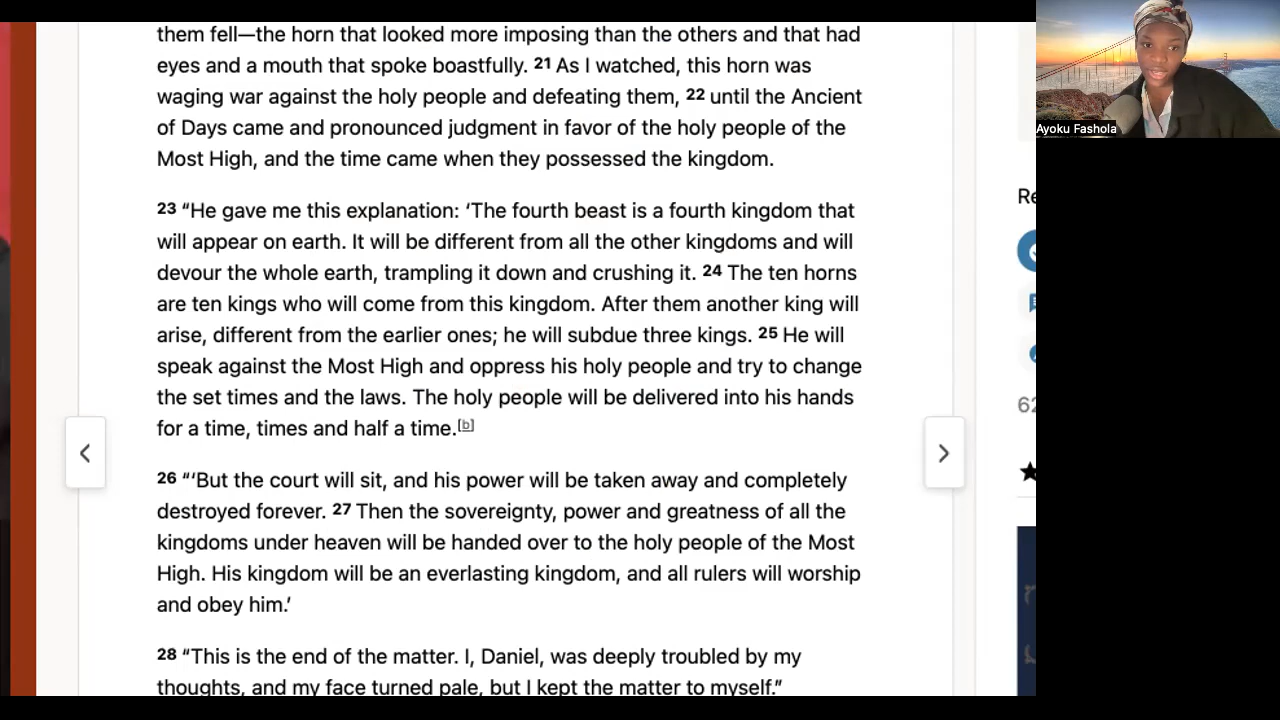 them fell—the horn that looked more imposing than the others and that had
eyes and a mouth that spoke boastfully. 21 As I watched, this horn was
waging war against the holy people and defeating them, 22 until the Ancient
of Days came and pronounced judgment in favor of the holy people of the
Most High, and the time came when they possessed the kingdom.
23 “He gave me this explanation: ‘The fourth beast is a fourth kingdom that
will appear on earth. It will be different from all the other kingdoms and will
devour the whole earth, trampling it down and crushing it. 24 The ten horns
are ten kings who will come from this kingdom. After them another king will
arise, different from the earlier ones; he will subdue three kings. 25 He will
speak against the Most High and oppress his holy people and try to change
the set times and the laws. The holy people will be delivered into his hands
for a time, times and half a time.[b]
26 “‘But the court will sit, and his power will be taken away and completely
destroyed forever. 27 Then the sovereignty, power and greatness of all the
kingdoms under heaven will be handed over to the holy people of the Most
High. His kingdom will be an everlasting kingdom, and all rulers will worship
and obey him.’
28 “This is the end of the matter. I, Daniel, was deeply troubled by my
thoughts, and my face turned pale, but I kept the matter to myself.”
Ayoku Fashola
Re
62